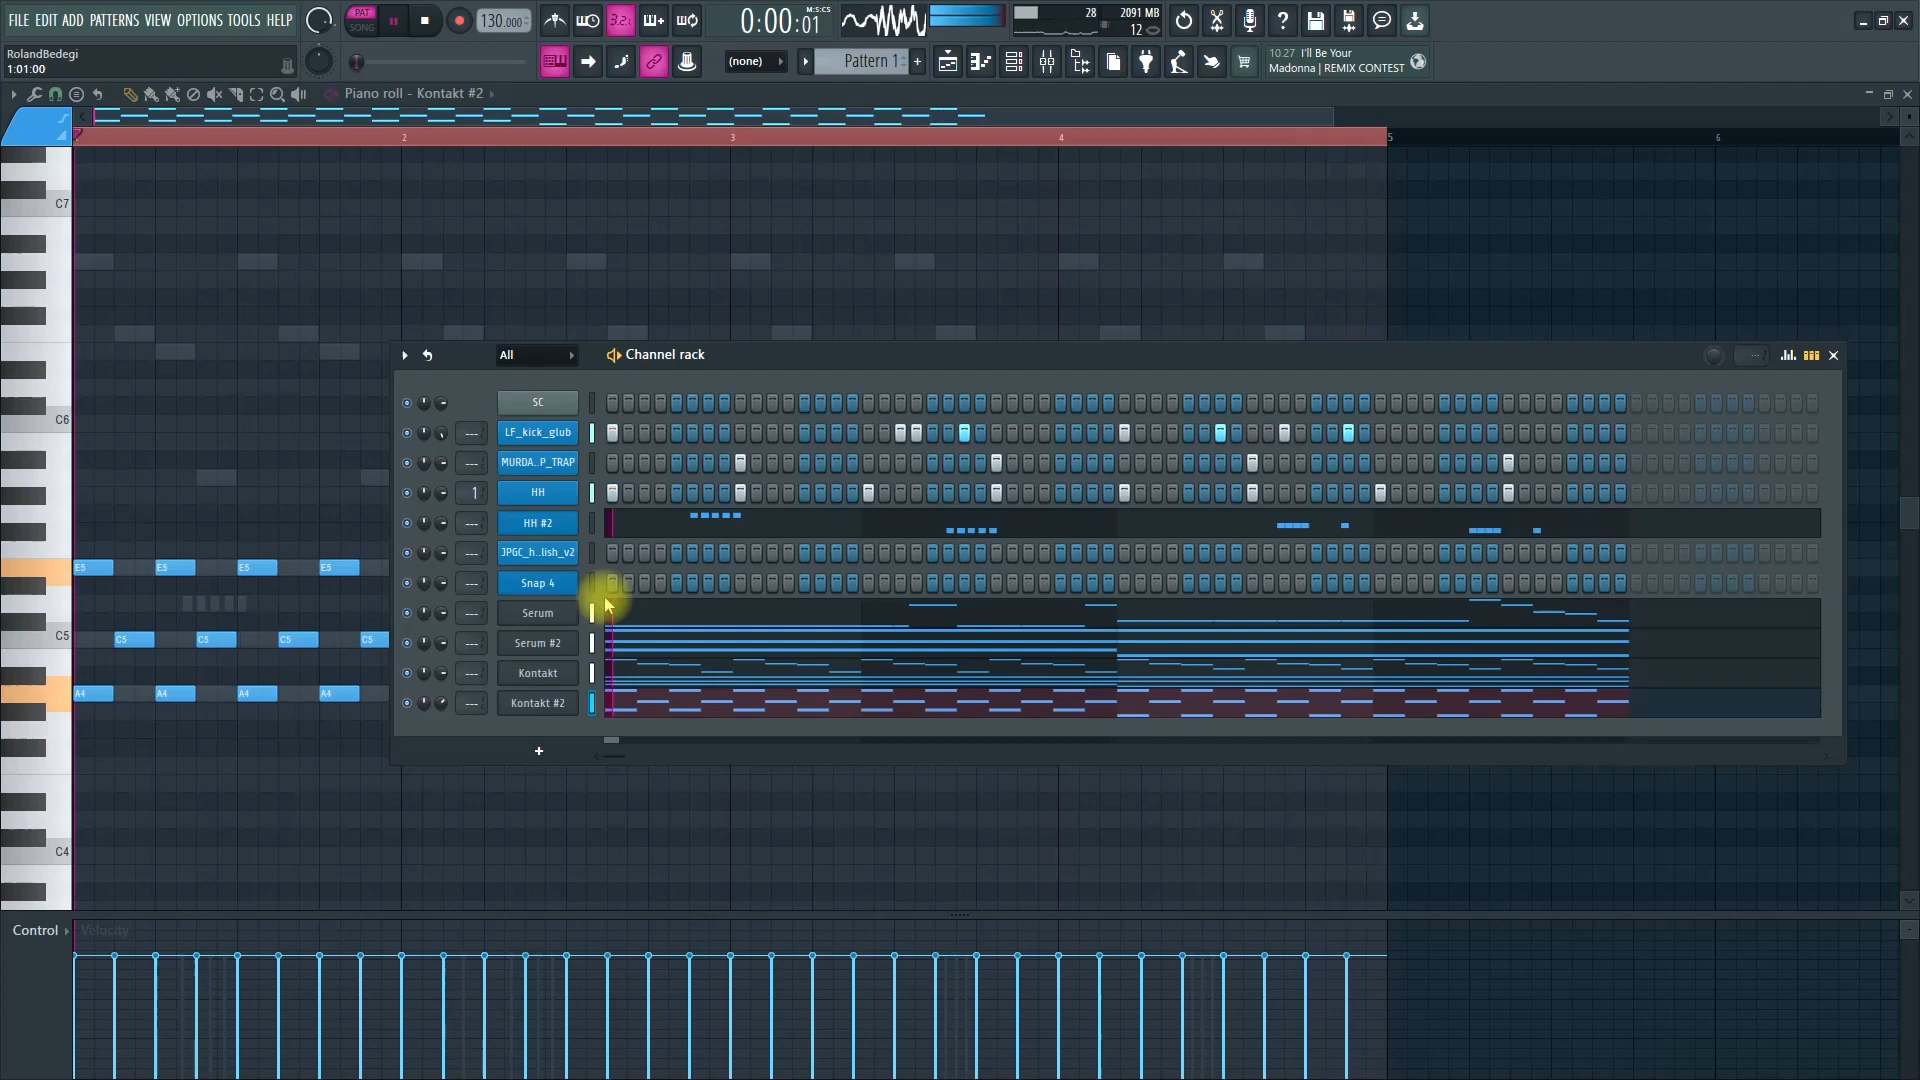 FILE EDIT ADD PATTERNS VIEW OPTIONS TOOLS HELP
PAT
SONG
130.000
3.2.
0:00:01
M:S:CS
28
2091 MB
12
RolandBedegi
1:01:00
(none)
Pattern 1
10.27 I'll Be Your
Madonna | REMIX CONTEST
Piano roll - Kontakt #2
2
3
4
5
6
C7
C6
C5
C4
E5
E5
E5
E5
C5
C5
C5
C5
A4
A4
A4
A4
All
Channel rack
SC
LF_kick_glub
MURDA..P_TRAP
1
HH
HH #2
JPGC_h..lish_v2
Snap 4
Serum
Serum #2
Kontakt
Kontakt #2
+
Control
Velocity